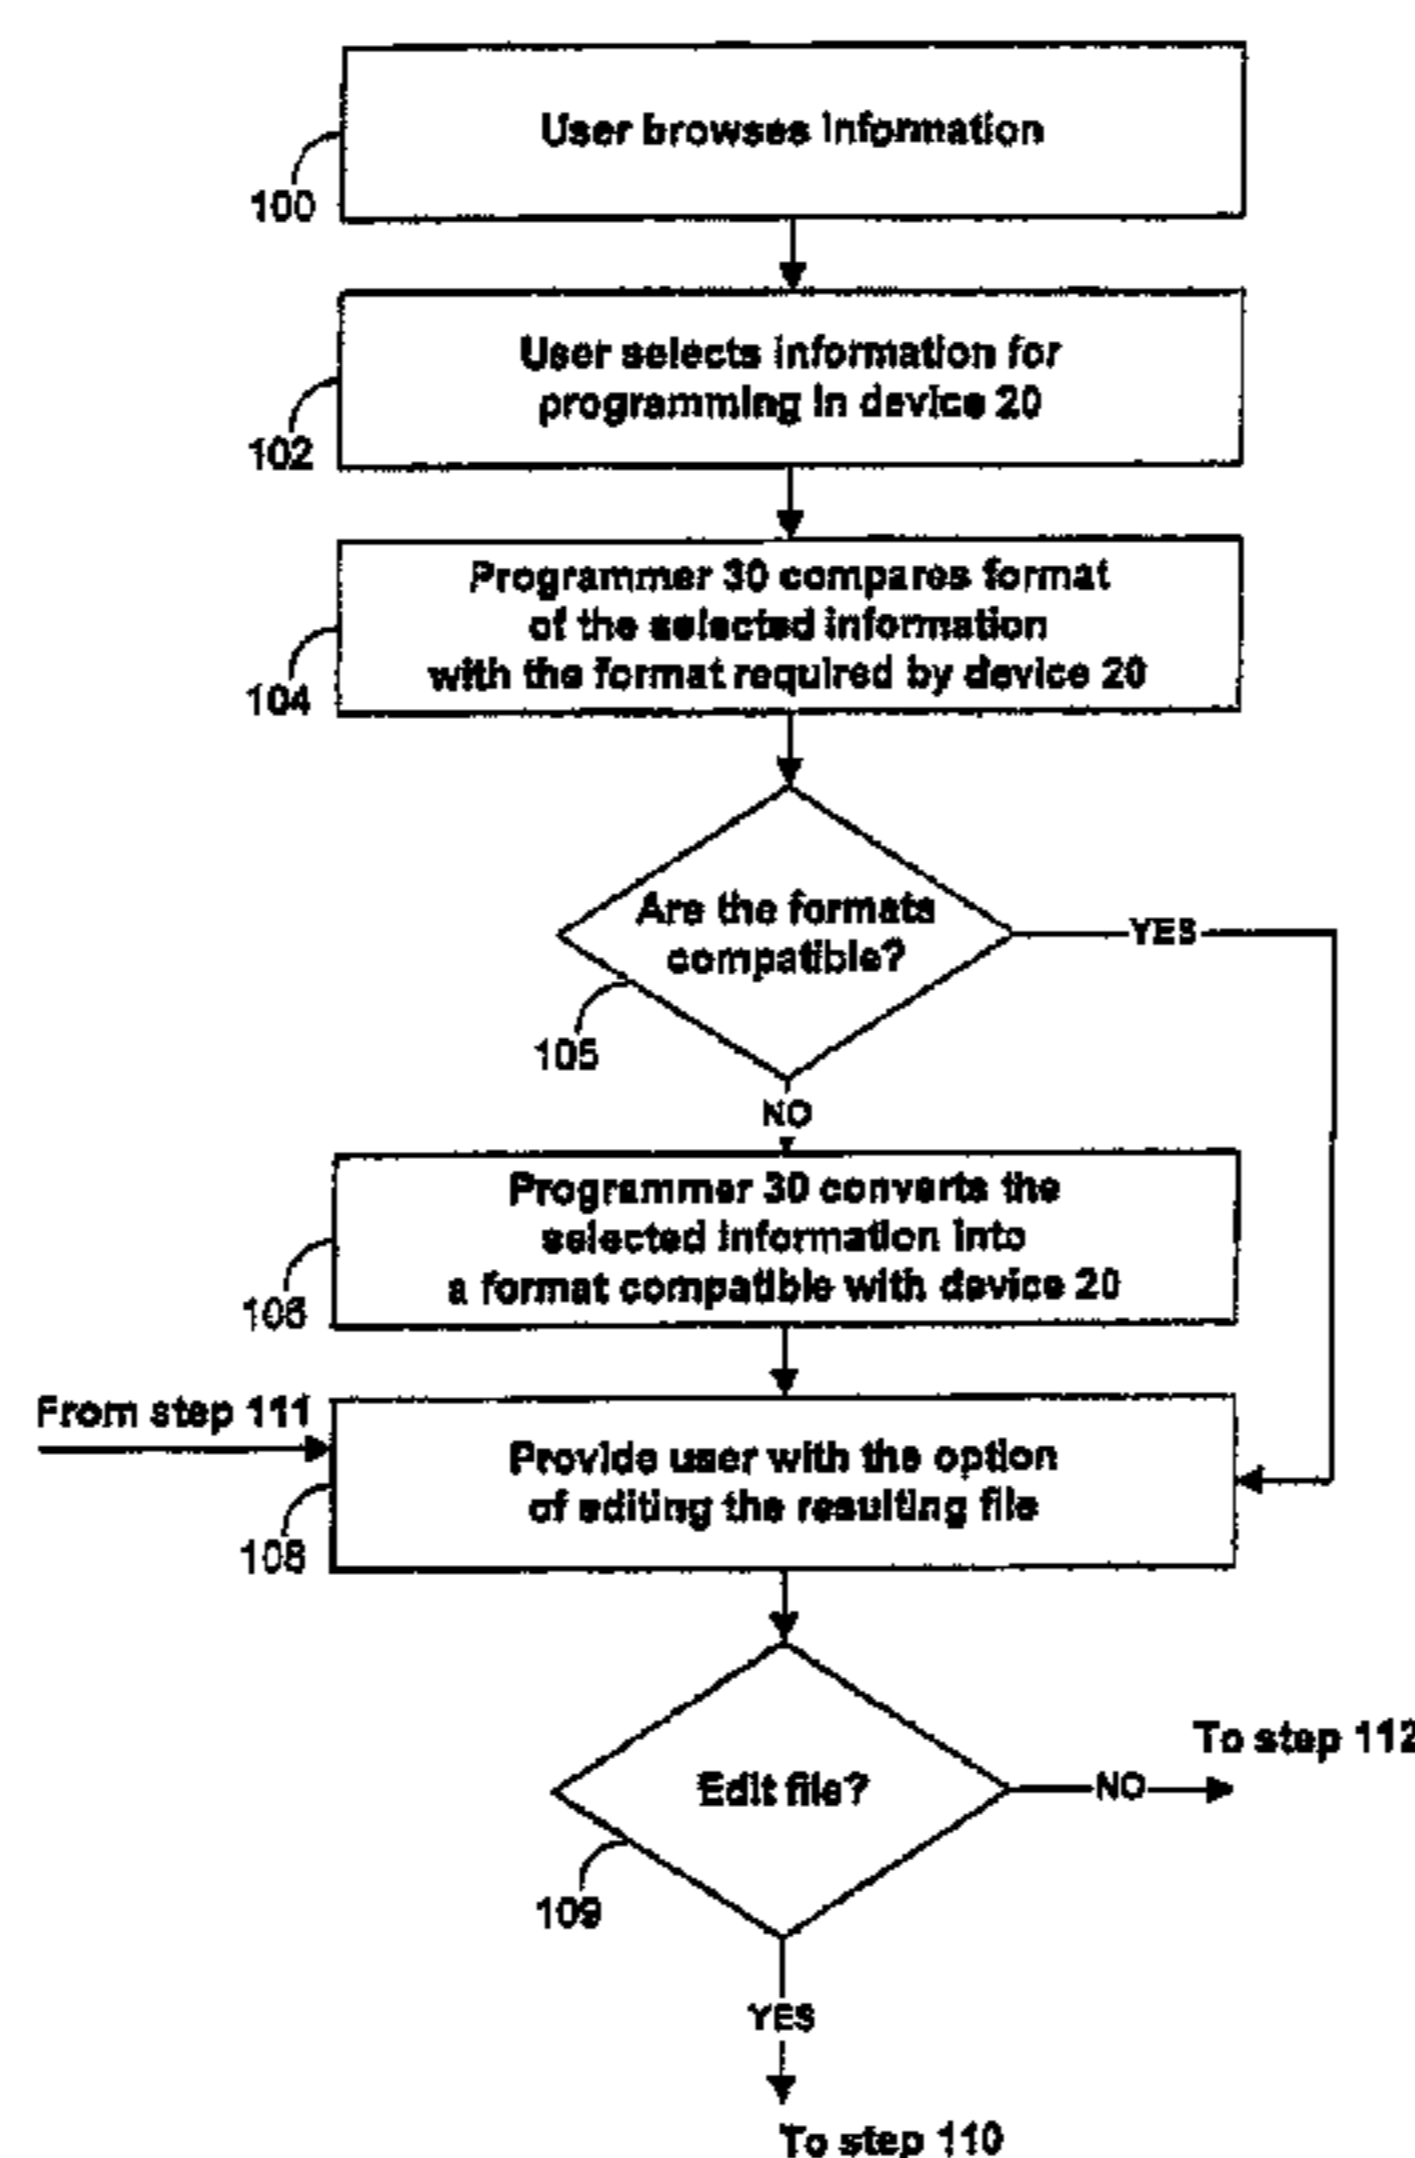 User browses information
100
User selects information for
programming in device 20
102
Programmer 30 compares format
of the selected information
with the format required by device 20
104
Are the formats
compatible?
YES
105
NO
Programmer 30 converts the
selected information into
a format compatible with device 20
106
From step 111
Provide user with the option
of editing the resulting file
108
To step 112
Edit file?
NO
109
YES
To step 110